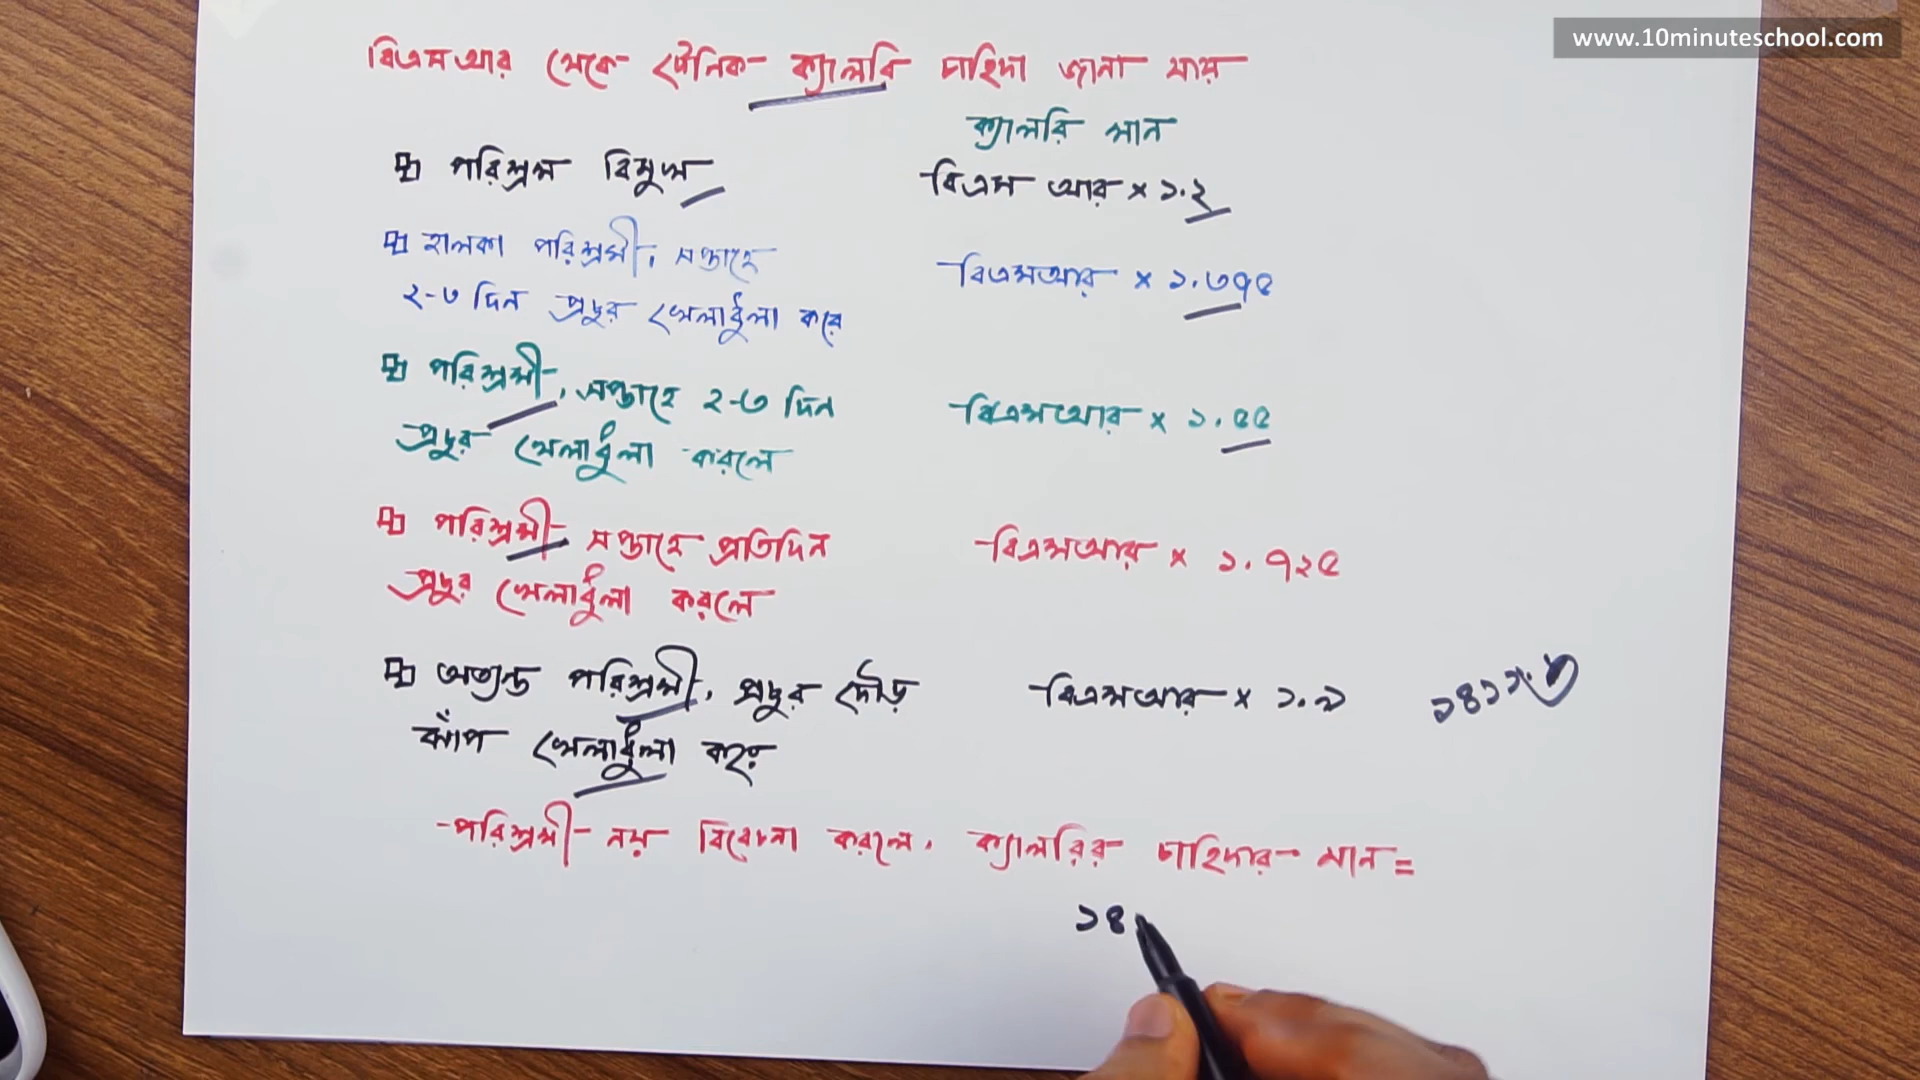 www.10minuteschool.com
বিএমআর থেকে দৈনিক ক্যালরি চাহিদা জানা যায়
ক্যালরি মান
পরিশ্রম বিমুখ
বিএম আর × ১.২
হালকা পরিশ্রমী, সপ্তাহে
২-৩ দিন প্রচুর খেলাধুলা করে
বিএমআর × ১.৩৭৫
পরিশ্রমী, সপ্তাহে ২-৩ দিন
প্রচুর খেলাধুলা করলে
বিএমআর × ১.৫৫
পরিশ্রমী সপ্তাহে প্রতিদিন
প্রচুর খেলাধুলা করলে
বিএমআর × ১.৭২৫
অত্যন্ত পরিশ্রমী, প্রচুর দৌড়
ঝাঁপ খেলাধুলা
বিএমআর × ১.৯
পরিশ্রমী নয় বিবেচনা করলে, ক্যালরির চাহিদার মান =
১৪